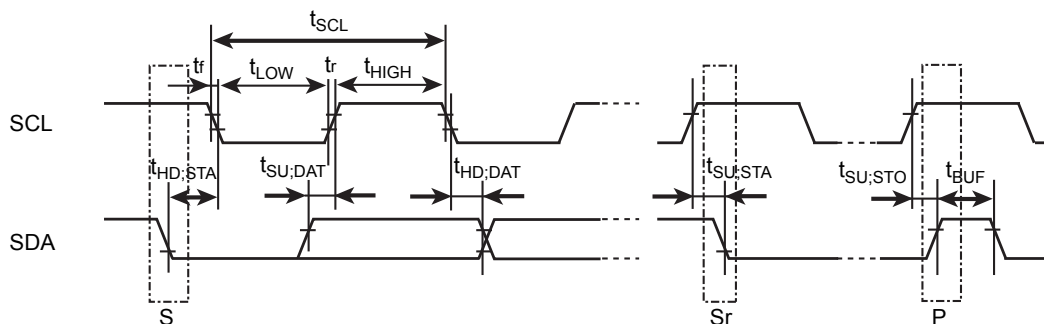 tSCL
tf tLOW tr tHIGH
SCL
tHD;STA tSU;DAT tHD;DAT tSU;STA tSU;STO tBUF
SDA
S Sr P